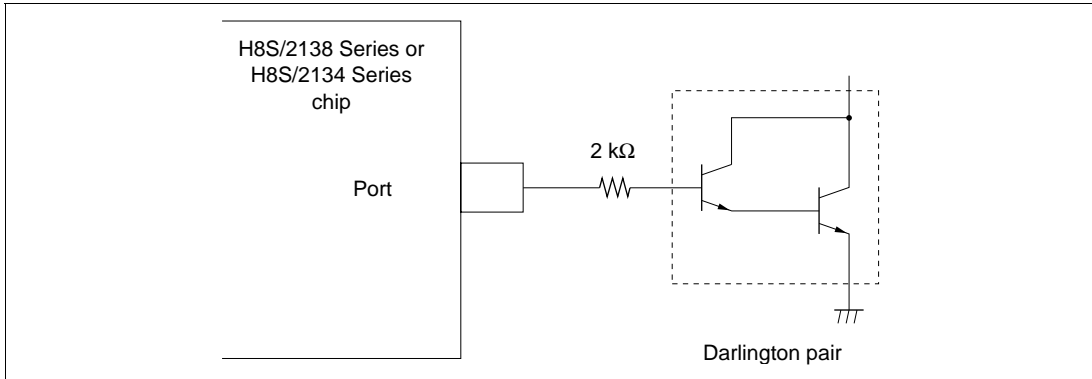 H8S/2138 Series or
H8S/2134 Series
chip
2 kΩ
Port
Darlington pair